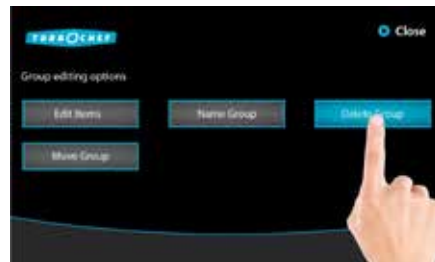 TURBOCHEF
Close
Group editing options
Edit Items
Name Group
Delete Group
Move Group